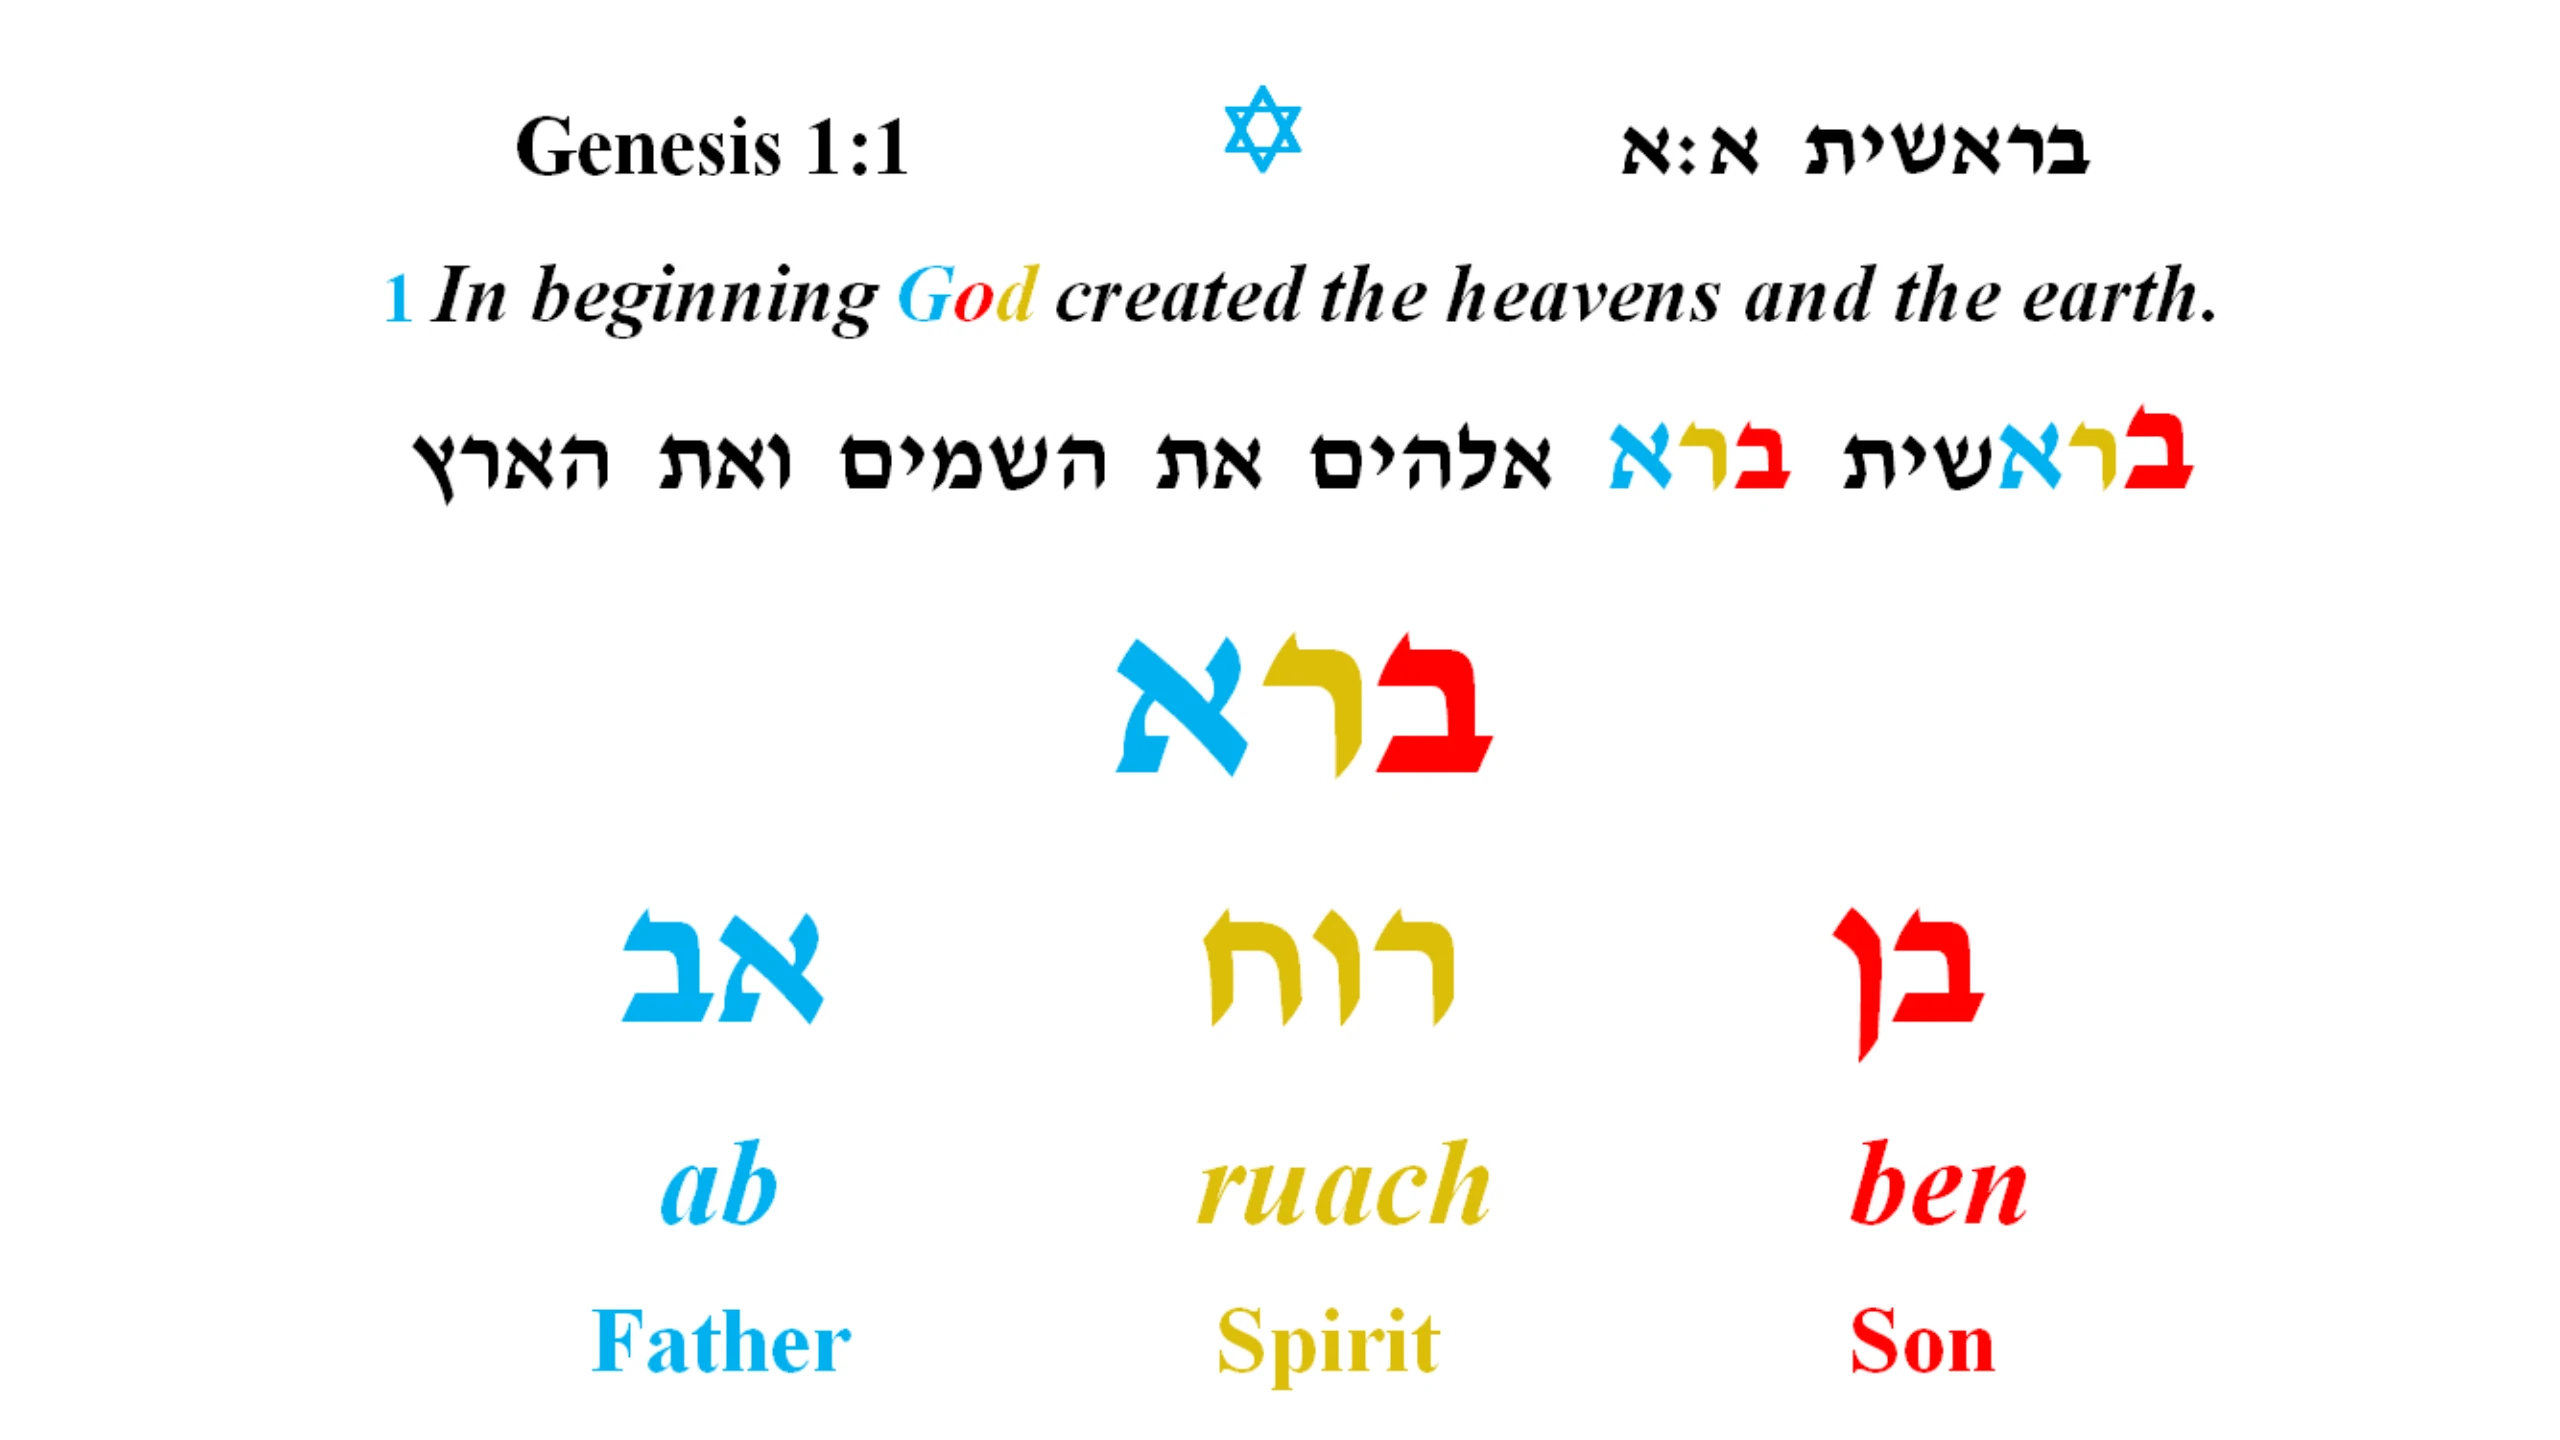 Genesis 1:1 ✡ בראשית א:א
1 In beginning God created the heavens and the earth.
בראשית ברא אלהים את השמים ואת הארץ
ברא
אב רוח בן
ab ruach ben
Father Spirit Son